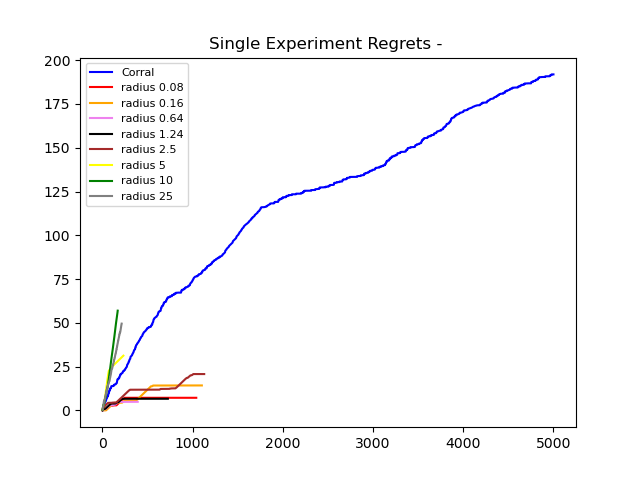 Single Experiment Regrets -
200
175
150
125
100
75
50
25
0
Corral
radius 0.08
radius 0.16
radius 0.64
radius 1.24
radius 2.5
radius 5
radius 10
radius 25
0 1000 2000 3000 4000 5000